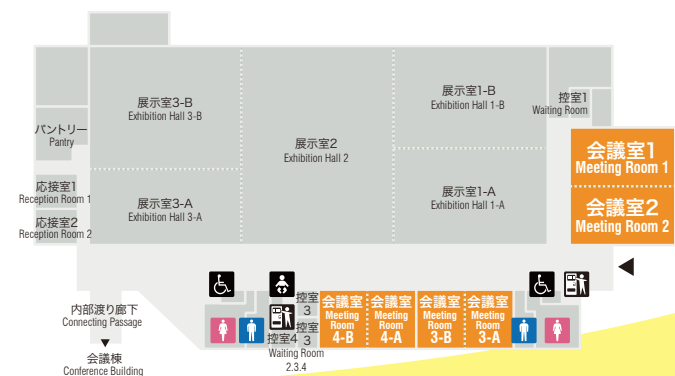 展示室3-B
Exhibition Hall 3-B
展示室2
Exhibition Hall 2
展示室1-B
Exhibition Hall 1-B
控室1
Waiting Room
パントリー
Pantry
会議室1
Meeting Room 1
応接室1
Reception Room 1
展示室3-A
Exhibition Hall 3-A
展示室1-A
Exhibition Hall 1-A
会議室2
Meeting Room 2
応接室2
Reception Room 2
内部渡り廊下
Connecting Passage
会議棟
Conference Building
控室
3
控室
3
控室4
Waiting Room
2.3.4
会議室
Meeting
Room
4-B
会議室
Meeting
Room
4-A
会議室
Meeting
Room
3-B
会議室
Meeting
Room
3-A